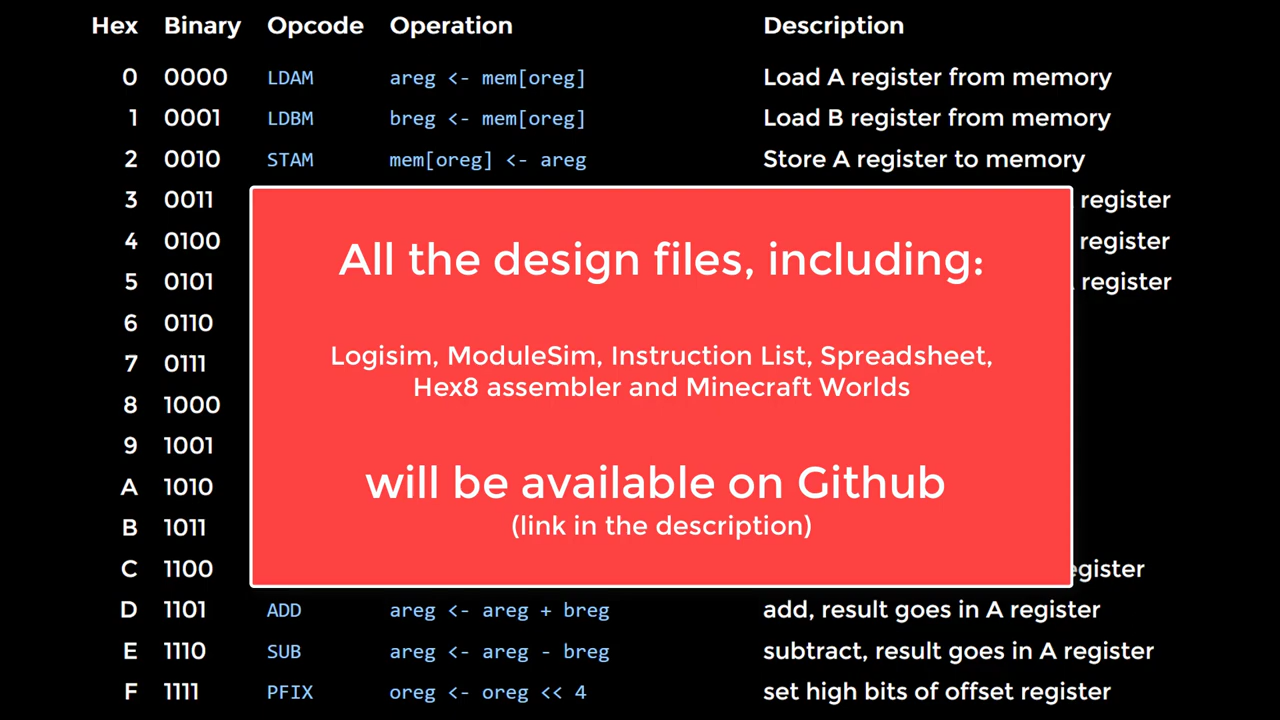 Hex Binary Opcode Operation Description
0 0000 LDAM areg <- mem[oreg] Load A register from memory
1 0001 LDBM breg <- mem[oreg] Load B register from memory
2 0010 STAM mem[oreg] <- areg Store A register to memory
3 0011 register
4 0100 register
5 0101 register
6 0110
7 0111
8 1000
9 1001
A 1010
B 1011
C 1100 egister
D 1101 ADD areg <- areg + breg add, result goes in A register
E 1110 SUB areg <- areg - breg subtract, result goes in A register
F 1111 PFIX oreg <- oreg << 4 set high bits of offset register
All the design files, including:
Logisim, ModuleSim, Instruction List, Spreadsheet,
Hex8 assembler and Minecraft Worlds
will be available on Github
(link in the description)